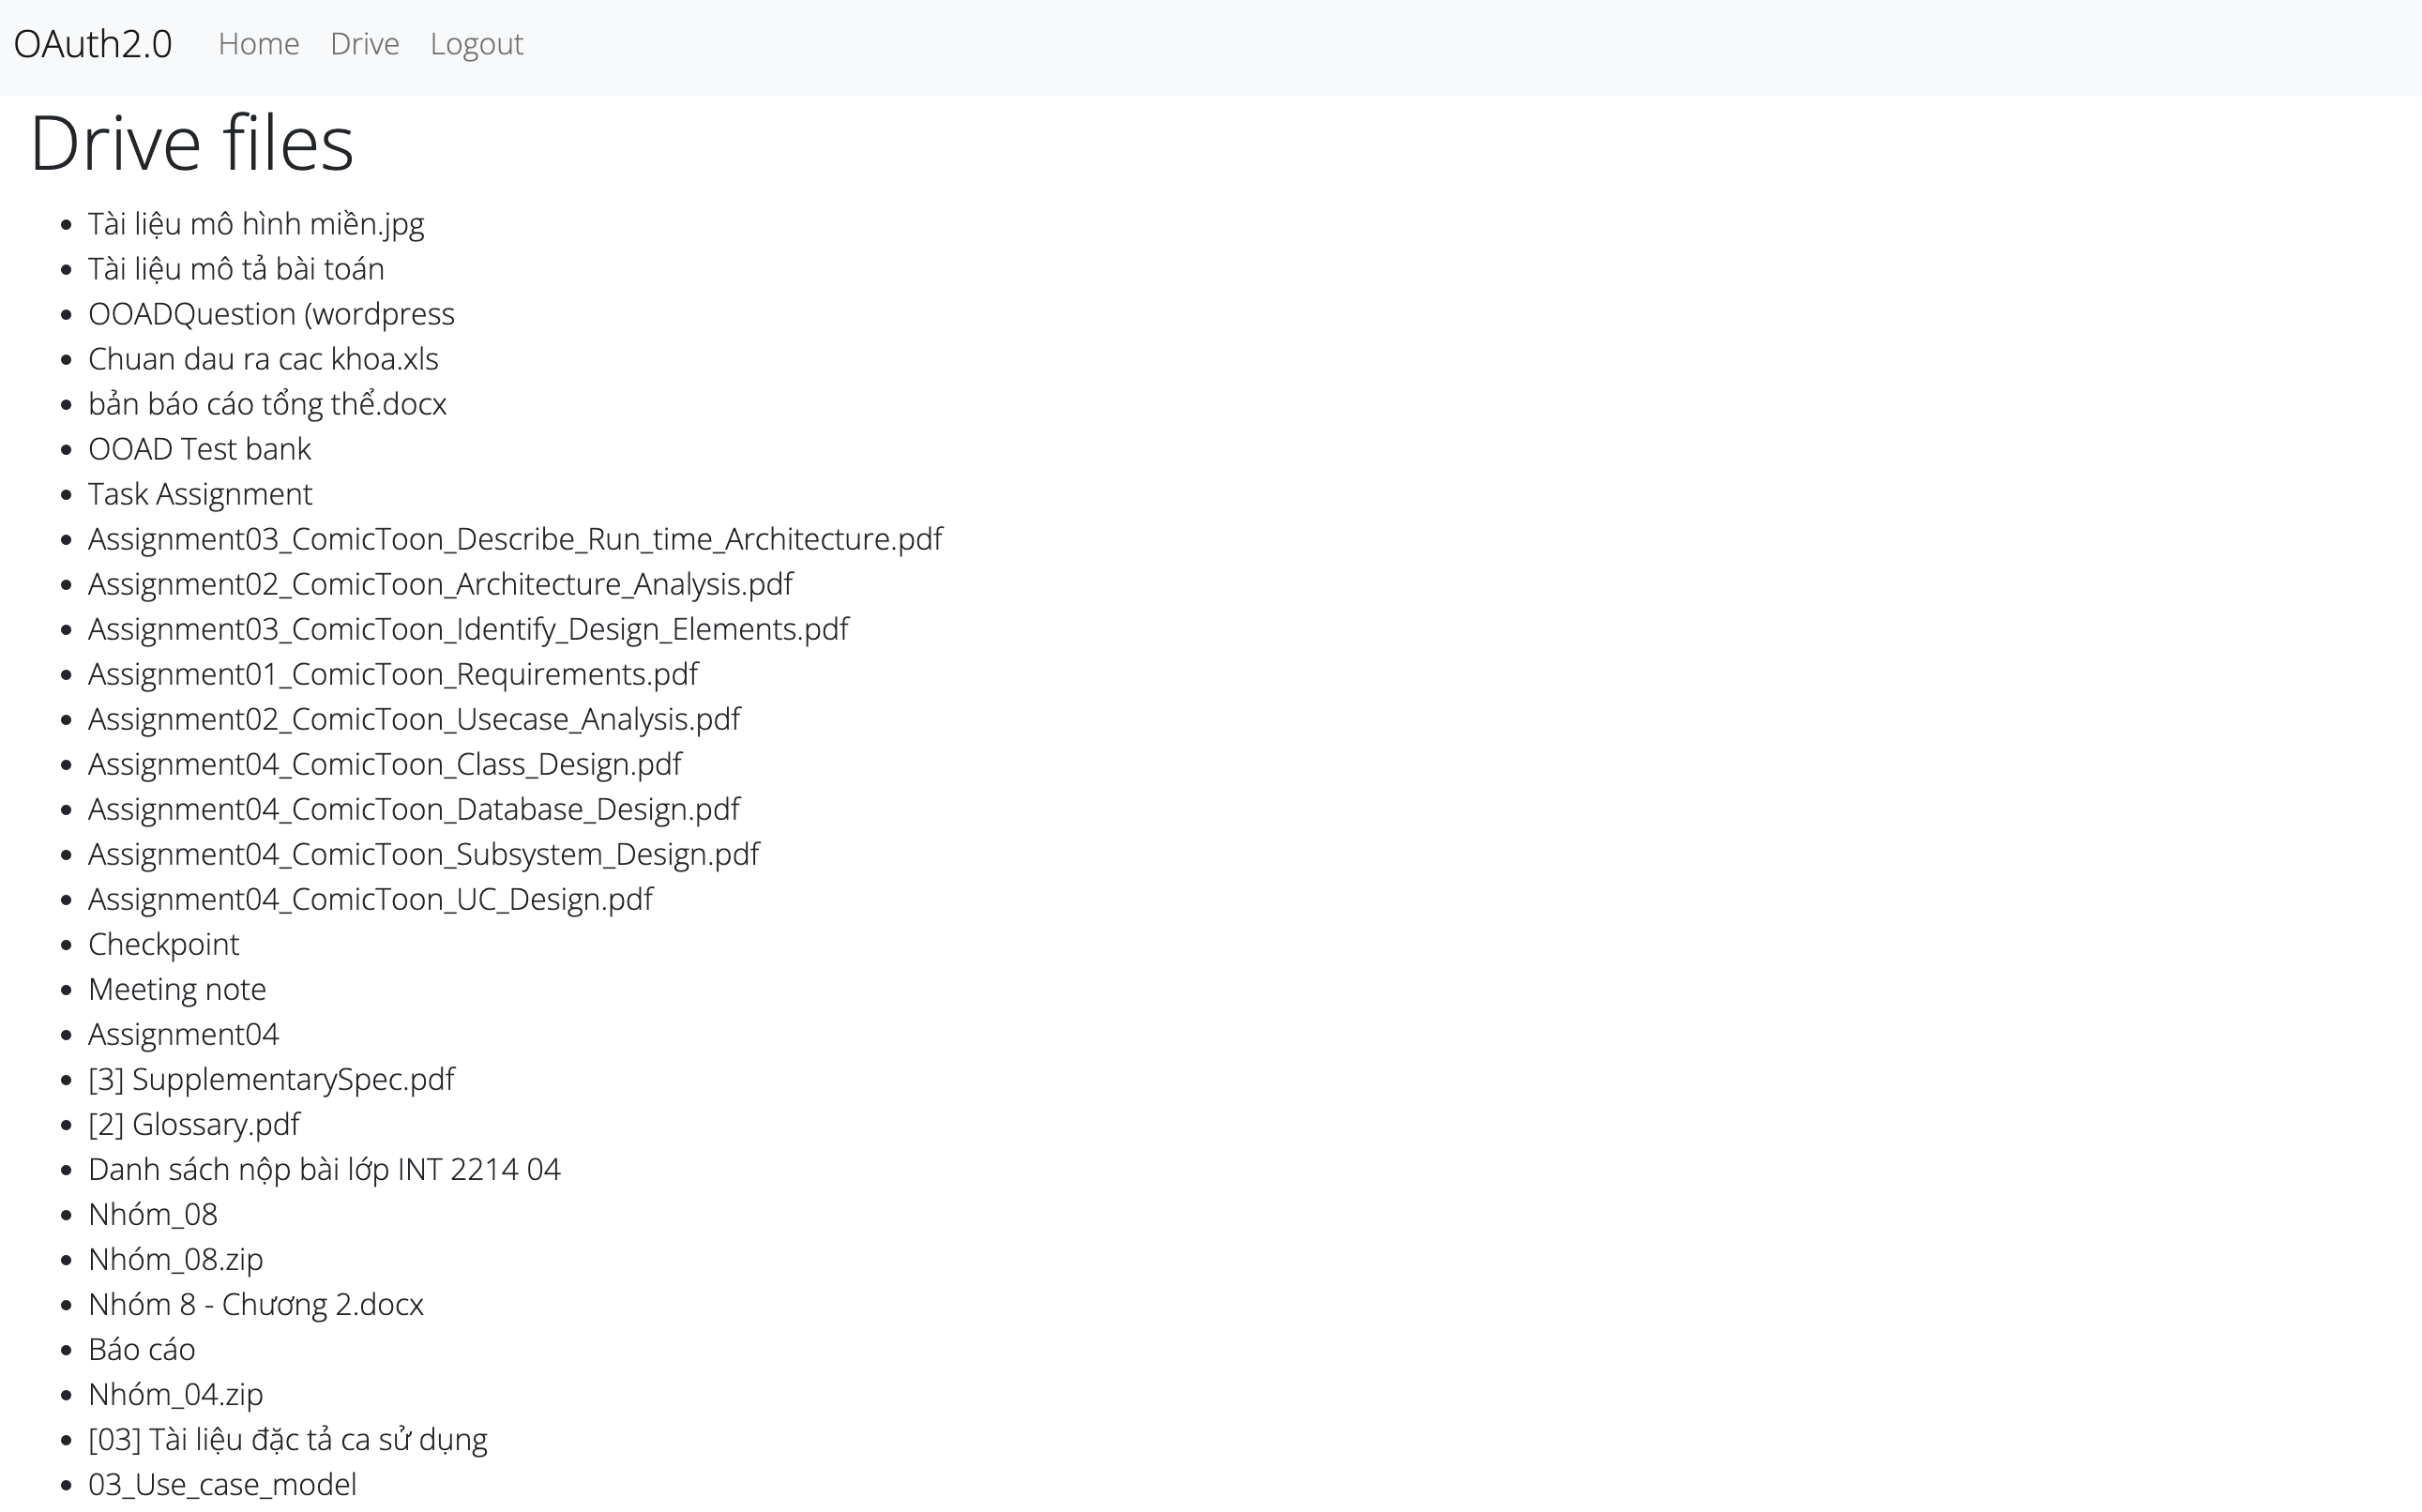 OAuth2.0 Home Drive Logout
Drive files
Tài liệu mô hình miền.jpg
Tài liệu mô tả bài toán
OOADQuestion (wordpress
Chuan dau ra cac khoa.xls
bản báo cáo tổng thể.docx
OOAD Test bank
Task Assignment
Assignment03_ComicToon_Describe_Run_time_Architecture.pdf
Assignment02_ComicToon_Architecture_Analysis.pdf
Assignment03_ComicToon_Identify_Design_Elements.pdf
Assignment01_ComicToon_Requirements.pdf
Assignment02_ComicToon_Usecase_Analysis.pdf
Assignment04_ComicToon_Class_Design.pdf
Assignment04_ComicToon_Database_Design.pdf
Assignment04_ComicToon_Subsystem_Design.pdf
Assignment04_ComicToon_UC_Design.pdf
Checkpoint
Meeting note
Assignment04
[3] SupplementarySpec.pdf
[2] Glossary.pdf
Danh sách nộp bài lớp INT 2214 04
Nhóm_08
Nhóm_08.zip
Nhóm 8 - Chương 2.docx
Báo cáo
Nhóm_04.zip
[03] Tài liệu đặc tả ca sử dụng
03_Use_case_model